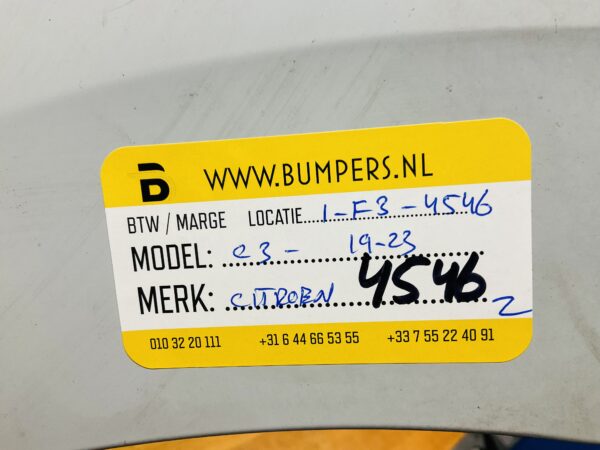 B WWW.BUMPERS.NL
BTW / MARGE LOCATIE 1-F3-4546
MODEL: C3 - 19-23
MERK: CITROEN 4546 2
010 32 20 111 +31 6 44 66 53 55 +33 7 55 22 40 91